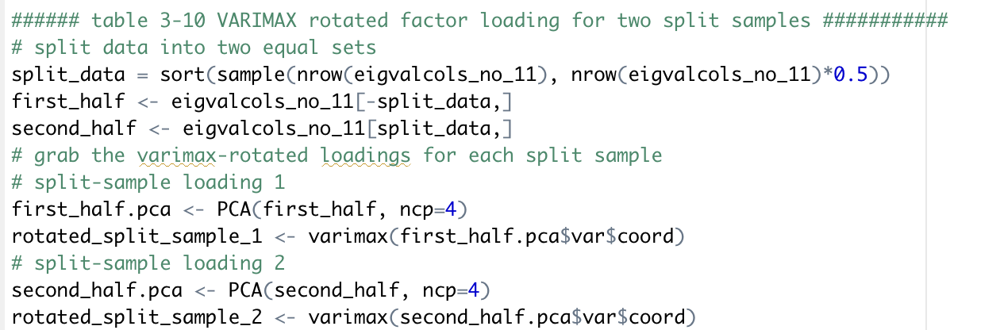 ###### table 3-10 VARIMAX rotated factor loading for two split samples ###########
# split data into two equal sets
split_data = sort(sample(nrow(eigvalcols_no_11), nrow(eigvalcols_no_11)*0.5))
first_half <- eigvalcols_no_11[-split_data,]
second_half <- eigvalcols_no_11[split_data,]
# grab the varimax-rotated loadings for each split sample
# split-sample loading 1
first_half.pca <- PCA(first_half, ncp=4)
rotated_split_sample_1 <- varimax(first_half.pca$var$coord)
# split-sample loading 2
second_half.pca <- PCA(second_half, ncp=4)
rotated_split_sample_2 <- varimax(second_half.pca$var$coord)